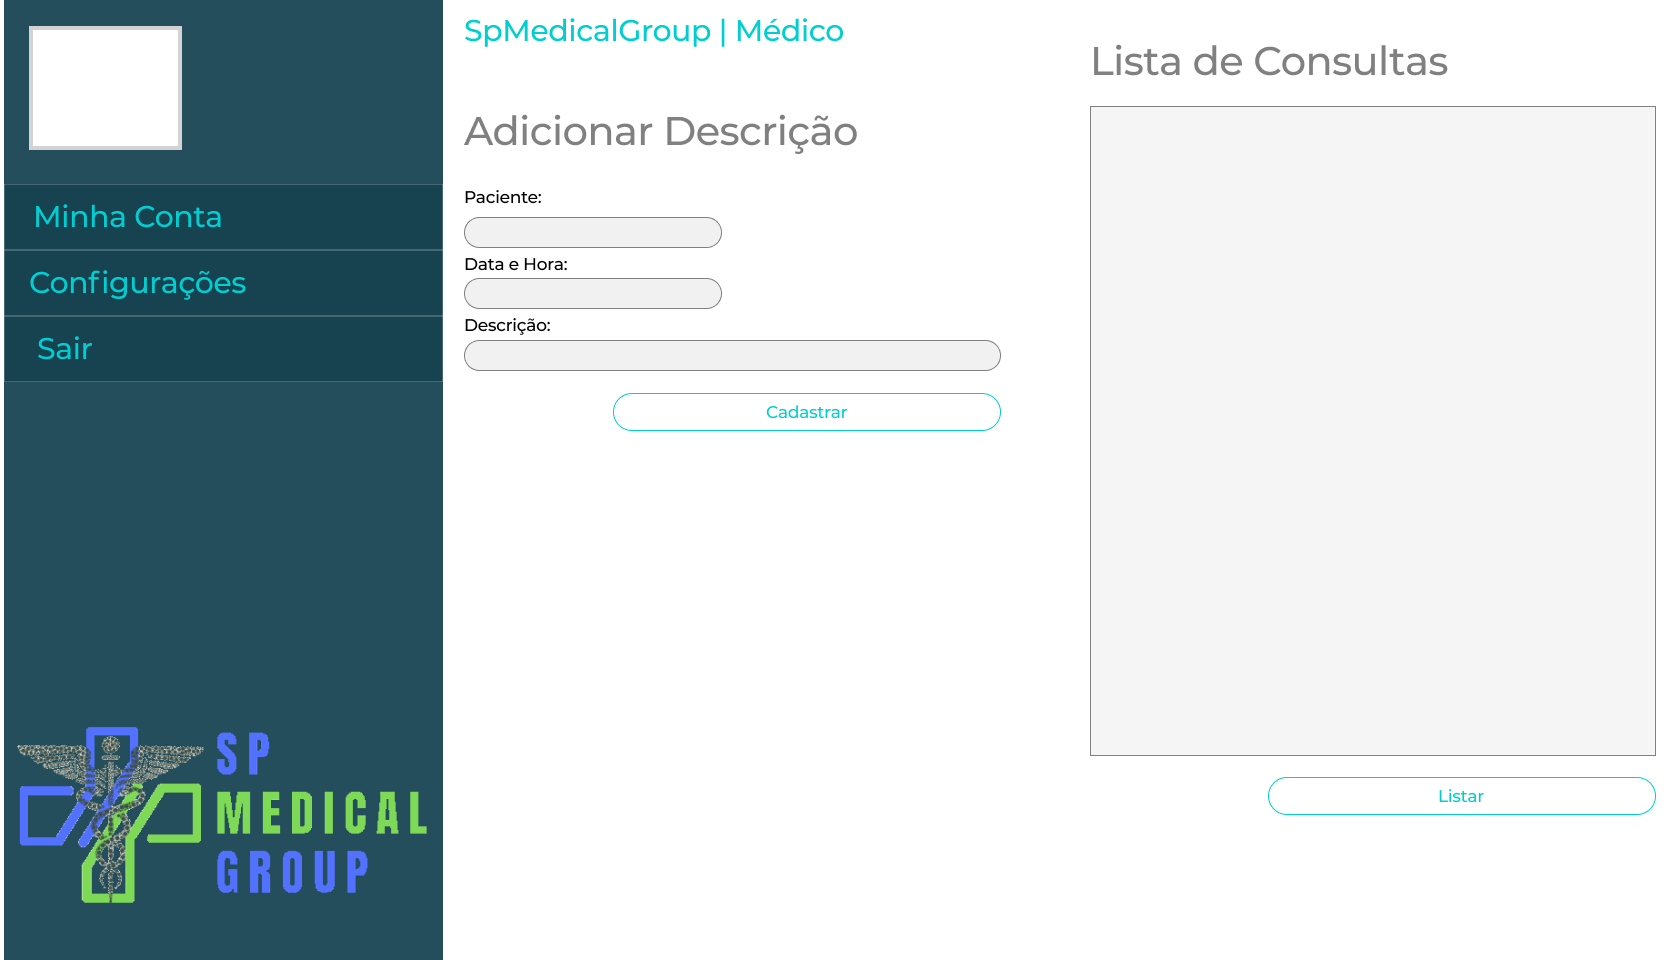 Minha Conta
Configurações
Sair
SP
MEDICAL
GROUP
SpMedicalGroup | Médico
Adicionar Descrição
Paciente:
Data e Hora:
Descrição:
Cadastrar
Lista de Consultas
Listar